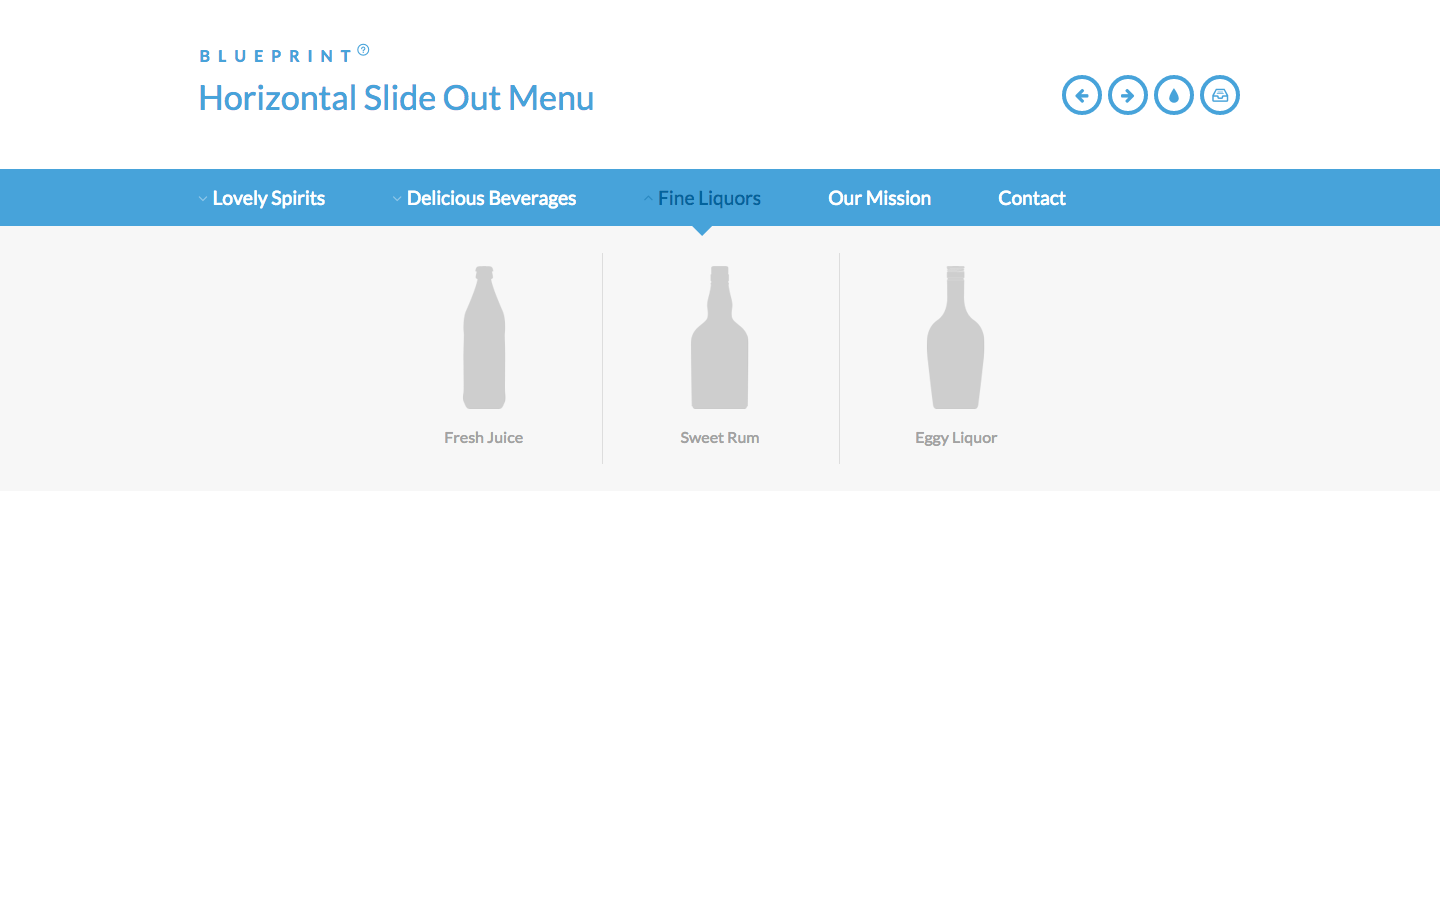 BLUEPRINT ?
Horizontal Slide Out Menu
Lovely Spirits Delicious Beverages Fine Liquors Our Mission Contact
Fresh Juice Sweet Rum Eggy Liquor